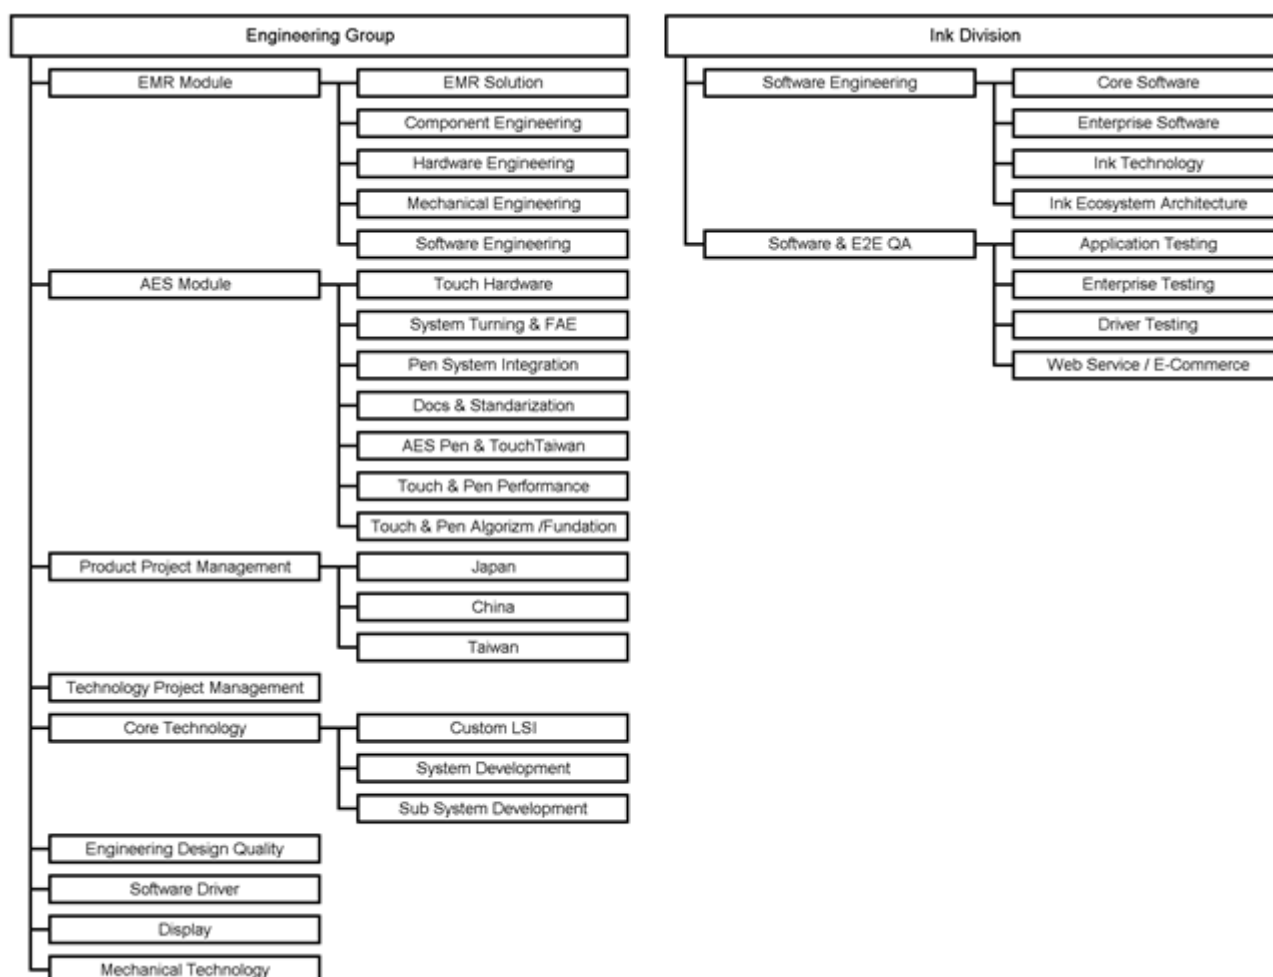 Engineering Group
EMR Module
EMR Solution
Component Engineering
Hardware Engineering
Mechanical Engineering
Software Engineering
AES Module
Touch Hardware
System Turning & FAE
Pen System Integration
Docs & Standarization
AES Pen & TouchTaiwan
Touch & Pen Performance
Touch & Pen Algorizm /Fundation
Product Project Management
Japan
China
Taiwan
Technology Project Management
Core Technology
Custom LSI
System Development
Sub System Development
Engineering Design Quality
Software Driver
Display
Mechanical Technology
Ink Division
Software Engineering
Core Software
Enterprise Software
Ink Technology
Ink Ecosystem Architecture
Software & E2E QA
Application Testing
Enterprise Testing
Driver Testing
Web Service / E-Commerce